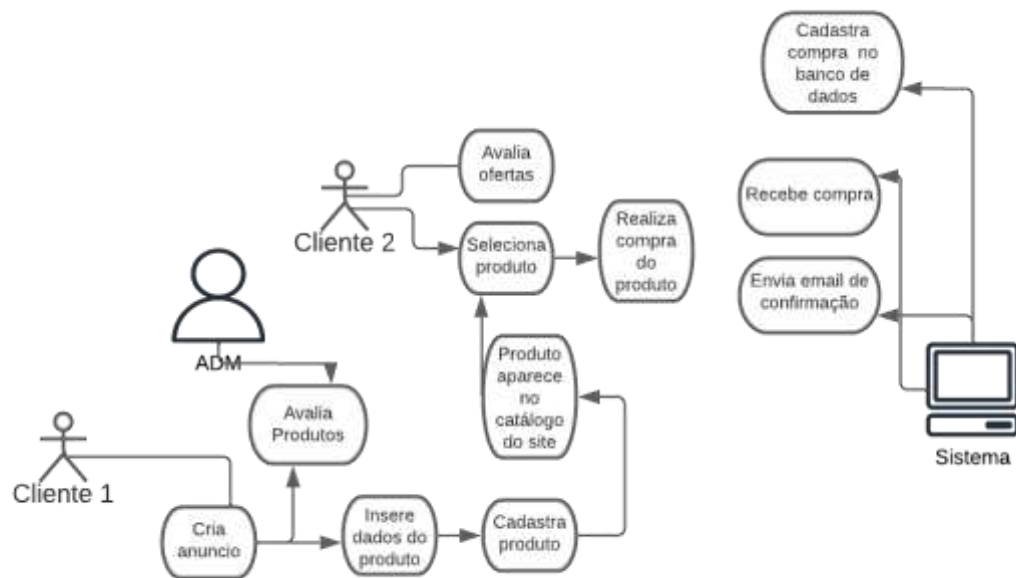 Cadastra
compra no
banco de
dados
Avalia
ofertas
Recebe compra
Cliente 2
Seleciona
produto
Realiza
compra
do
produto
Envia email de
confirmação
ADM
Produto
aparece
no
catálogo
do site
Avalia
Produtos
Sistema
Cliente 1
Cria
anuncio
Insere
dados do
produto
Cadastra
produto